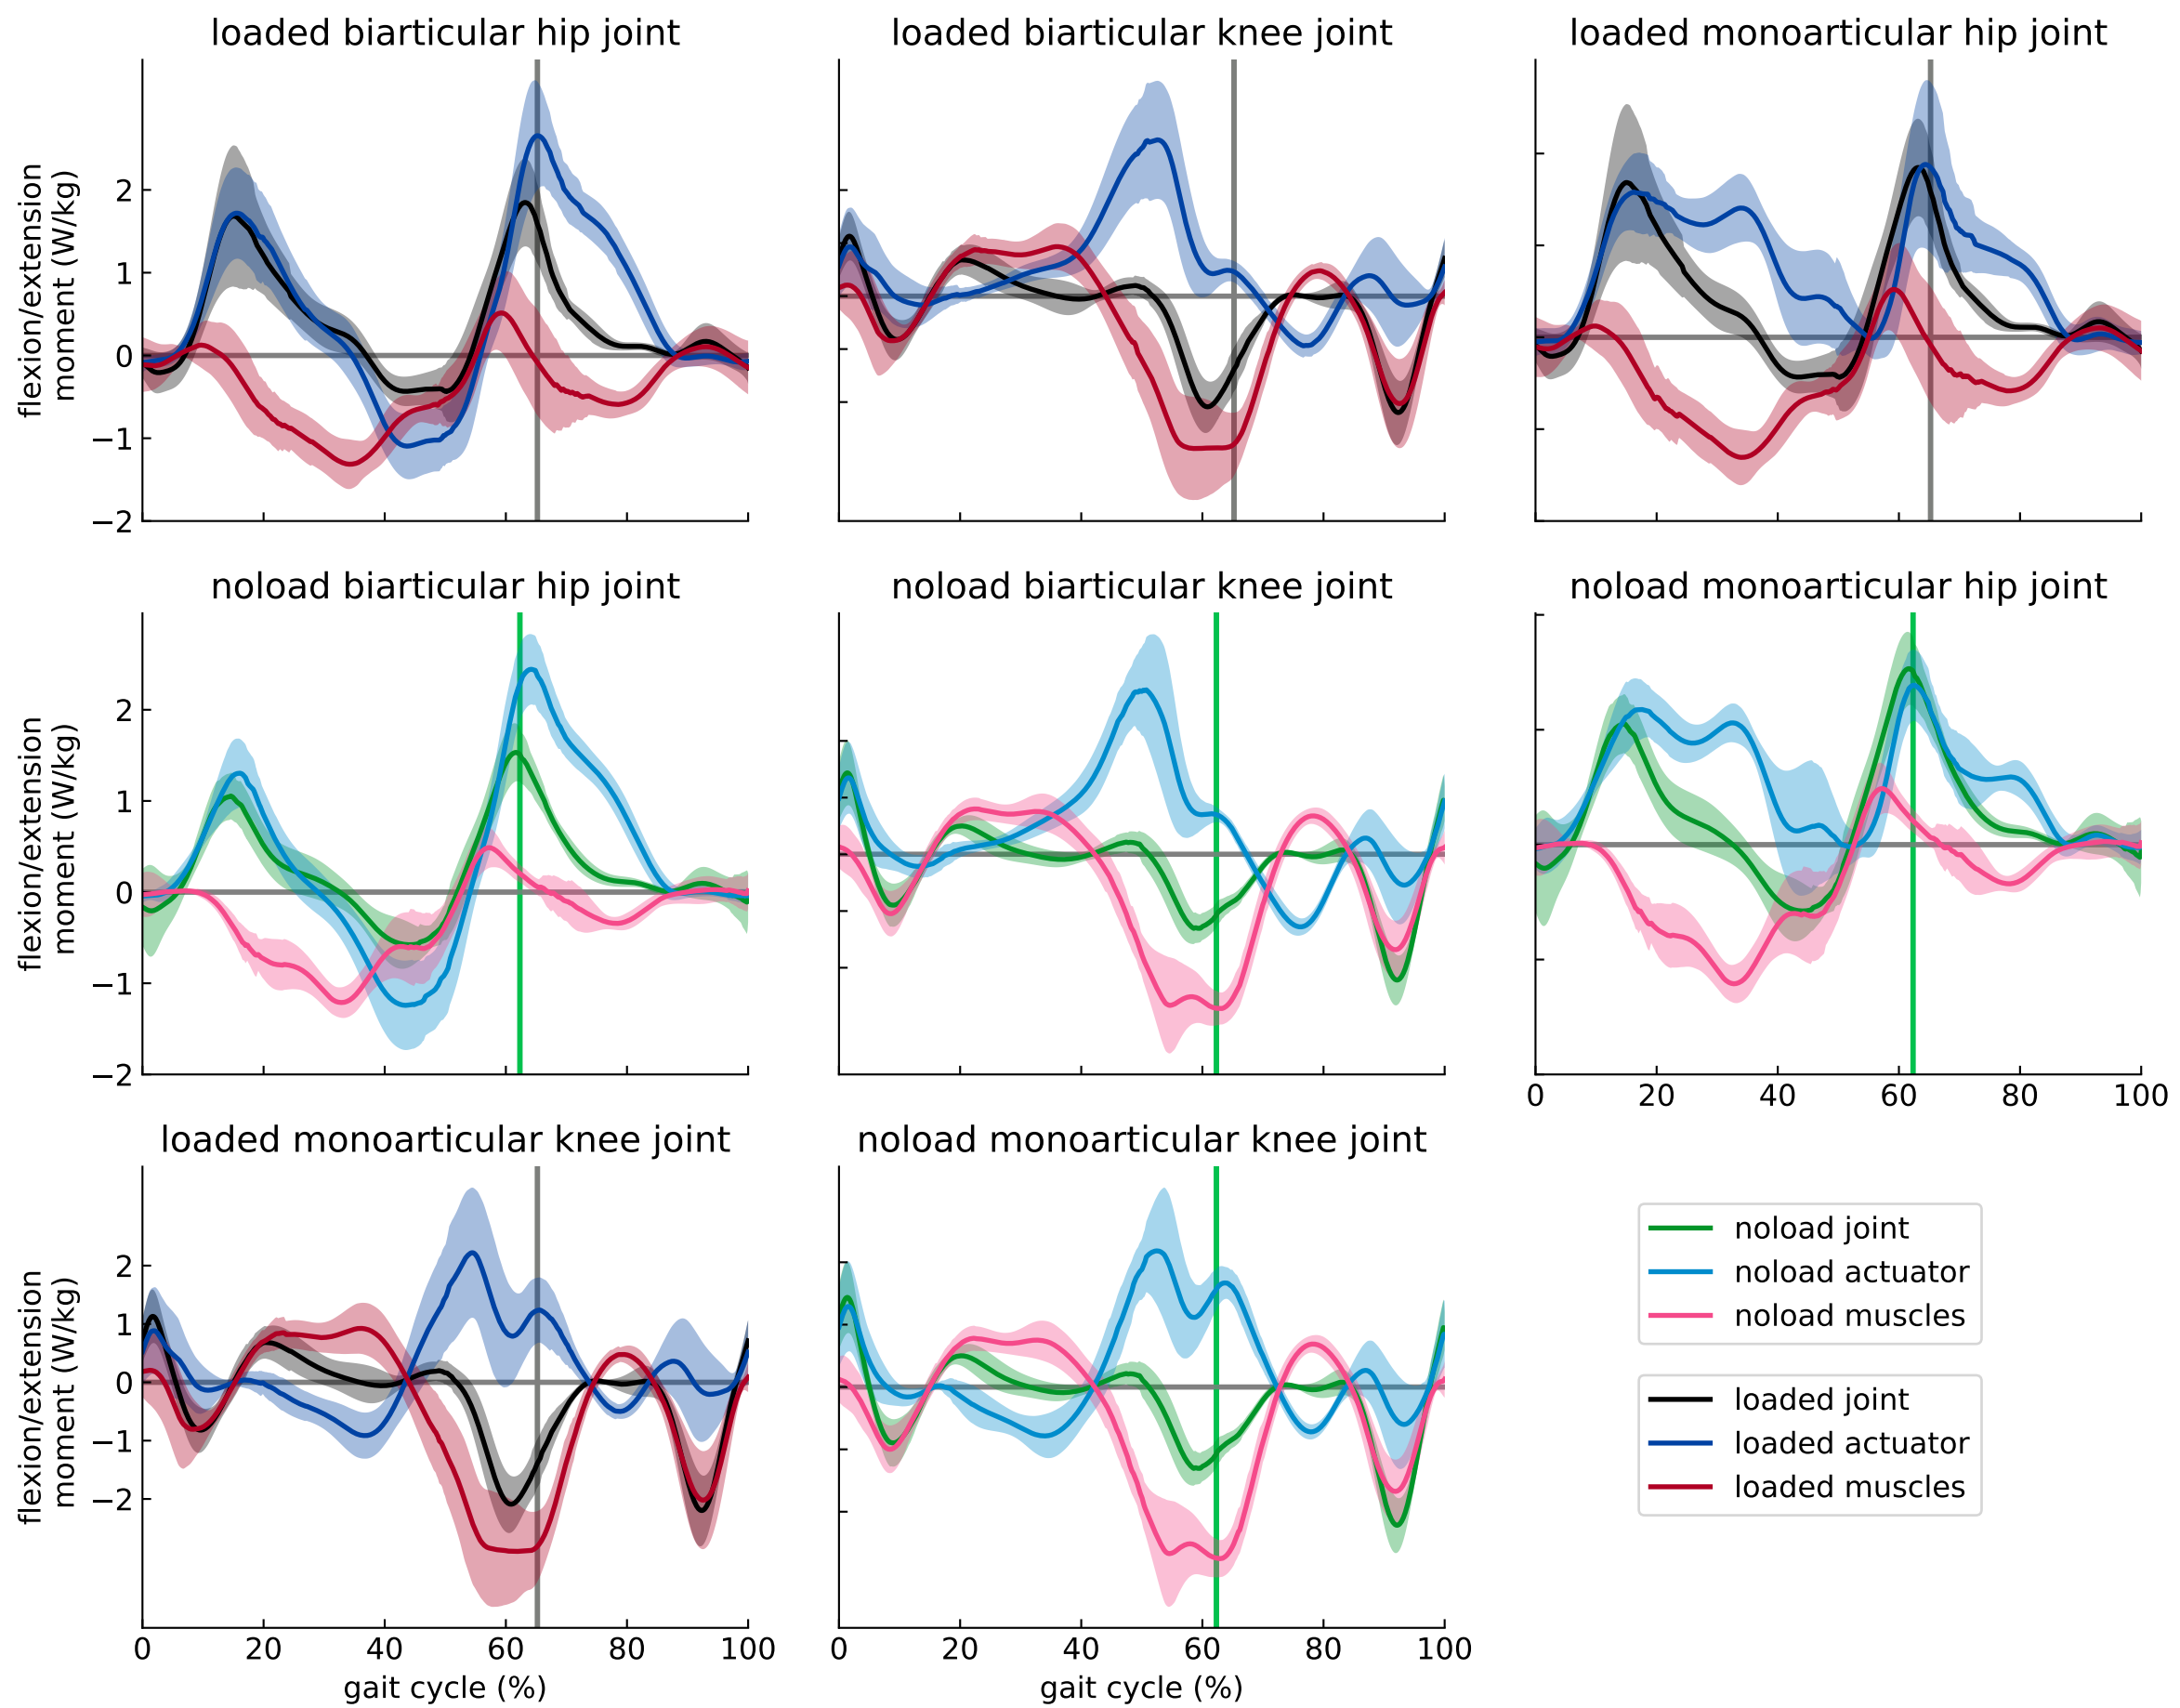 loaded biarticular hip joint
loaded biarticular knee joint
loaded monoarticular hip joint
flexion/extension
moment (W/kg)
2
1
0
−1
−2
noload biarticular hip joint
noload biarticular knee joint
noload monoarticular hip joint
flexion/extension
moment (W/kg)
2
1
0
−1
−2
0 20 40 60 80 100
loaded monoarticular knee joint
noload monoarticular knee joint
flexion/extension
moment (W/kg)
2
1
0
−1
−2
0 20 40 60 80 100
gait cycle (%)
0 20 40 60 80 100
gait cycle (%)
noload joint
noload actuator
noload muscles
loaded joint
loaded actuator
loaded muscles